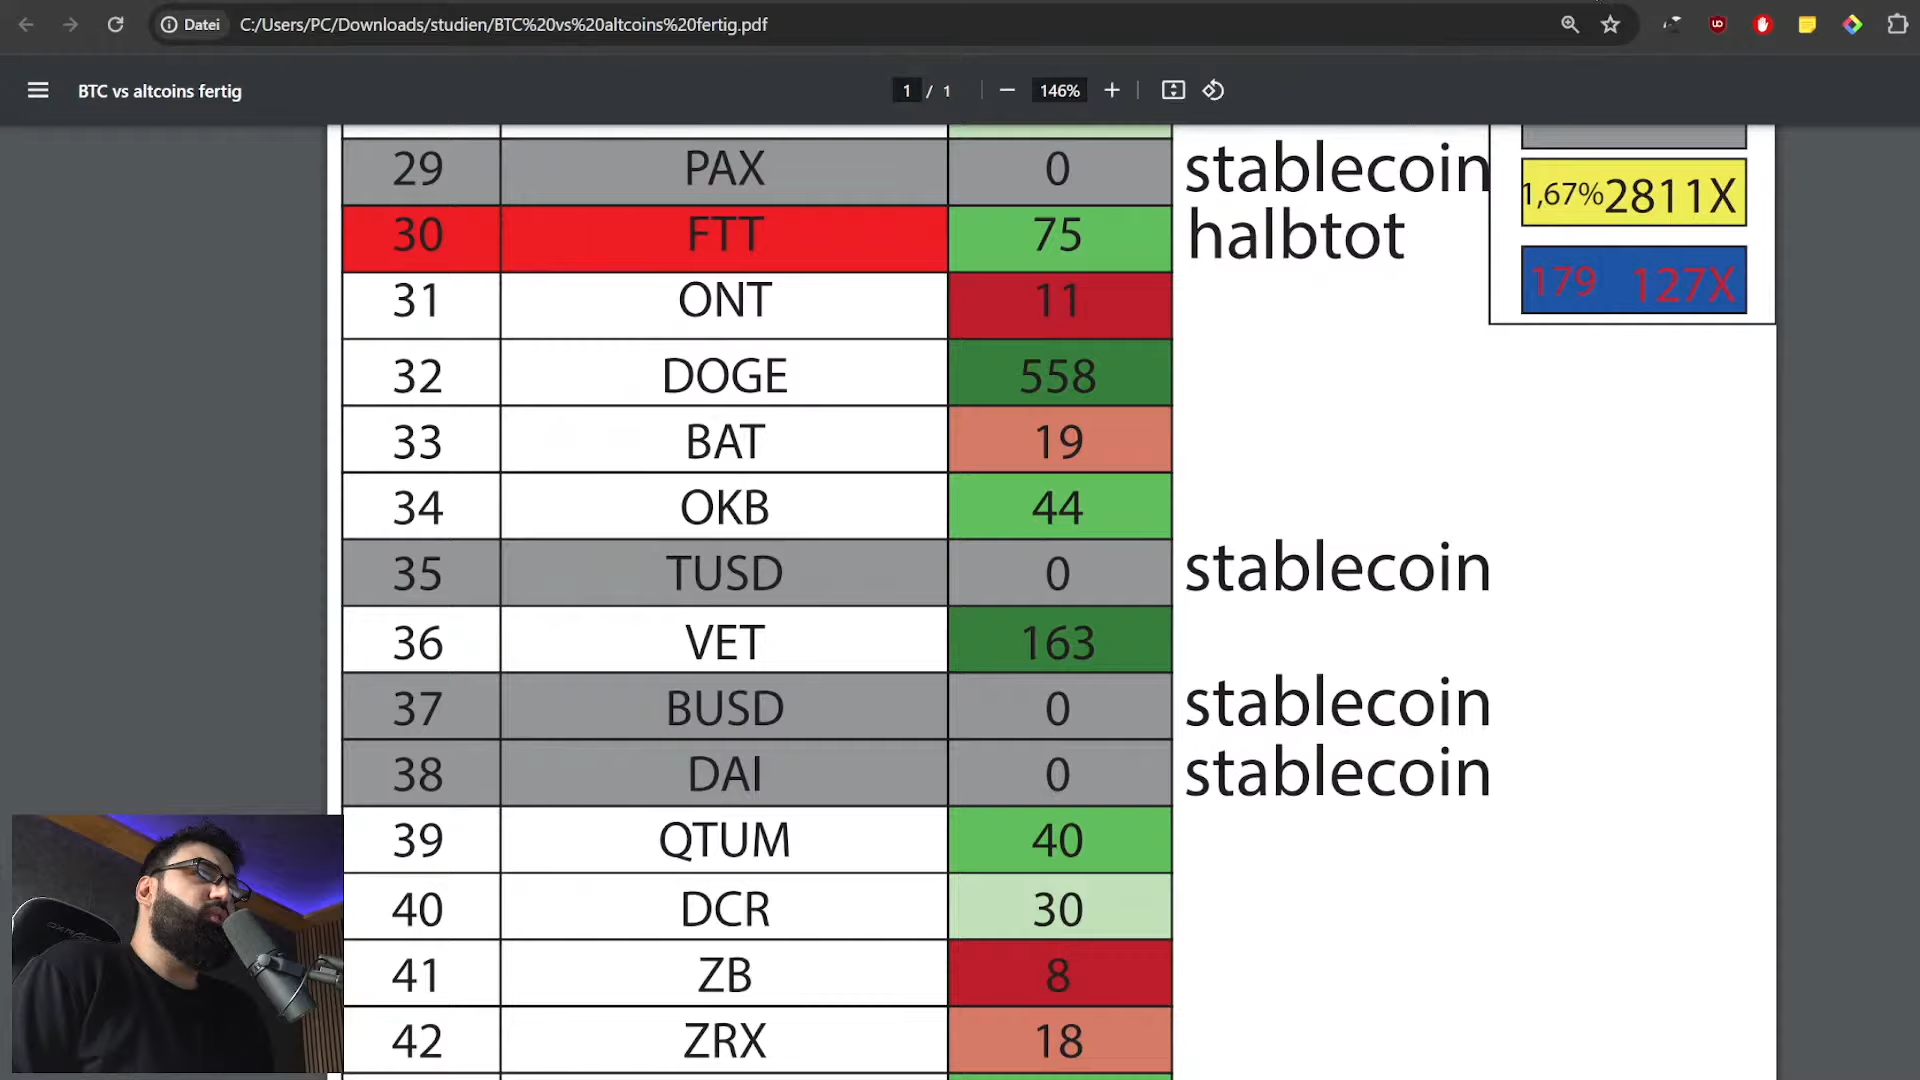 Datei C:/Users/PC/Downloads/studien/BTC%20vs%20altcoins%20fertig.pdf
BTC vs altcoins fertig 1 / 1 146%
29 PAX 0 stablecoin
1,67% 2811X
30 FTT 75 halbtot
179 127X
31 ONT 11
32 DOGE 558
33 BAT 19
34 OKB 44
35 TUSD 0 stablecoin
36 VET 163
37 BUSD 0 stablecoin
38 DAI 0 stablecoin
39 QTUM 40
40 DCR 30
41 ZB 8
42 ZRX 18